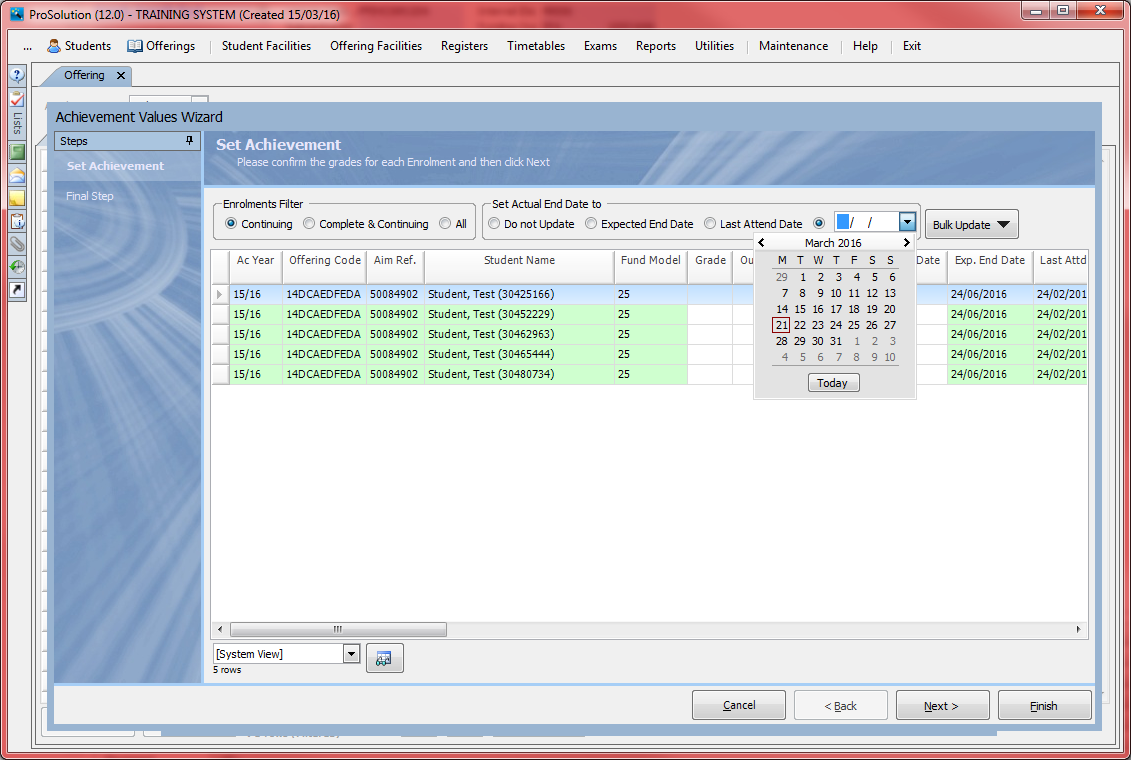 ProSolution (12.0) - TRAINING SYSTEM (Created 15/03/16)
... Students Offerings Student Facilities Offering Facilities Registers Timetables Exams Reports Utilities Maintenance Help Exit
Offering
Lists
Achievement Values Wizard
Steps
Set Achievement
Final Step
Set Achievement
Please confirm the grades for each Enrolment and then click Next
Enrolments Filter
Continuing Complete & Continuing All
Set Actual End Date to
Do not Update Expected End Date Last Attend Date / /
Bulk Update
March 2016
M T W T F S S
29 1 2 3 4 5 6
7 8 9 10 11 12 13
14 15 16 17 18 19 20
21 22 23 24 25 26 27
28 29 30 31 1 2 3
4 5 6 7 8 9 10
Today
Ac Year Offering Code Aim Ref. Student Name Fund Model Grade Ou Date Exp. End Date Last Attd
15/16 14DCAEDFEDA 50084902 Student, Test (30425166) 25 24/06/2016 24/02/201
15/16 14DCAEDFEDA 50084902 Student, Test (30452229) 25 24/06/2016 24/02/201
15/16 14DCAEDFEDA 50084902 Student, Test (30462963) 25 24/06/2016 24/02/201
15/16 14DCAEDFEDA 50084902 Student, Test (30465444) 25 24/06/2016 24/02/201
15/16 14DCAEDFEDA 50084902 Student, Test (30480734) 25 24/06/2016 24/02/201
[System View]
5 rows
Cancel < Back Next > Finish